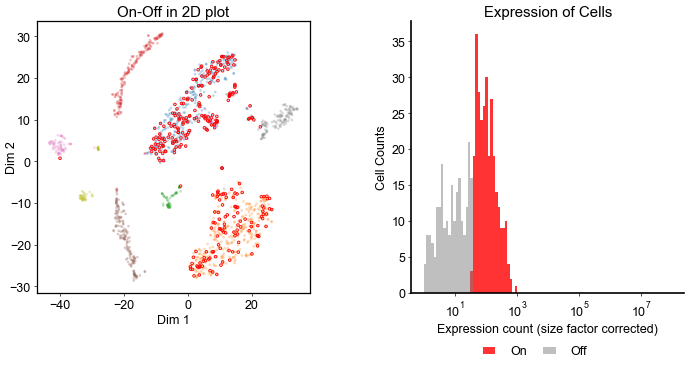 On-Off in 2D plot
Dim 2
30
20
10
0
−10
−20
−30
−40
−20
0
20
Dim 1
Expression of Cells
Cell Counts
35
30
25
20
15
10
5
0
10^1
10^3
10^5
10^7
Expression count (size factor corrected)
On
Off